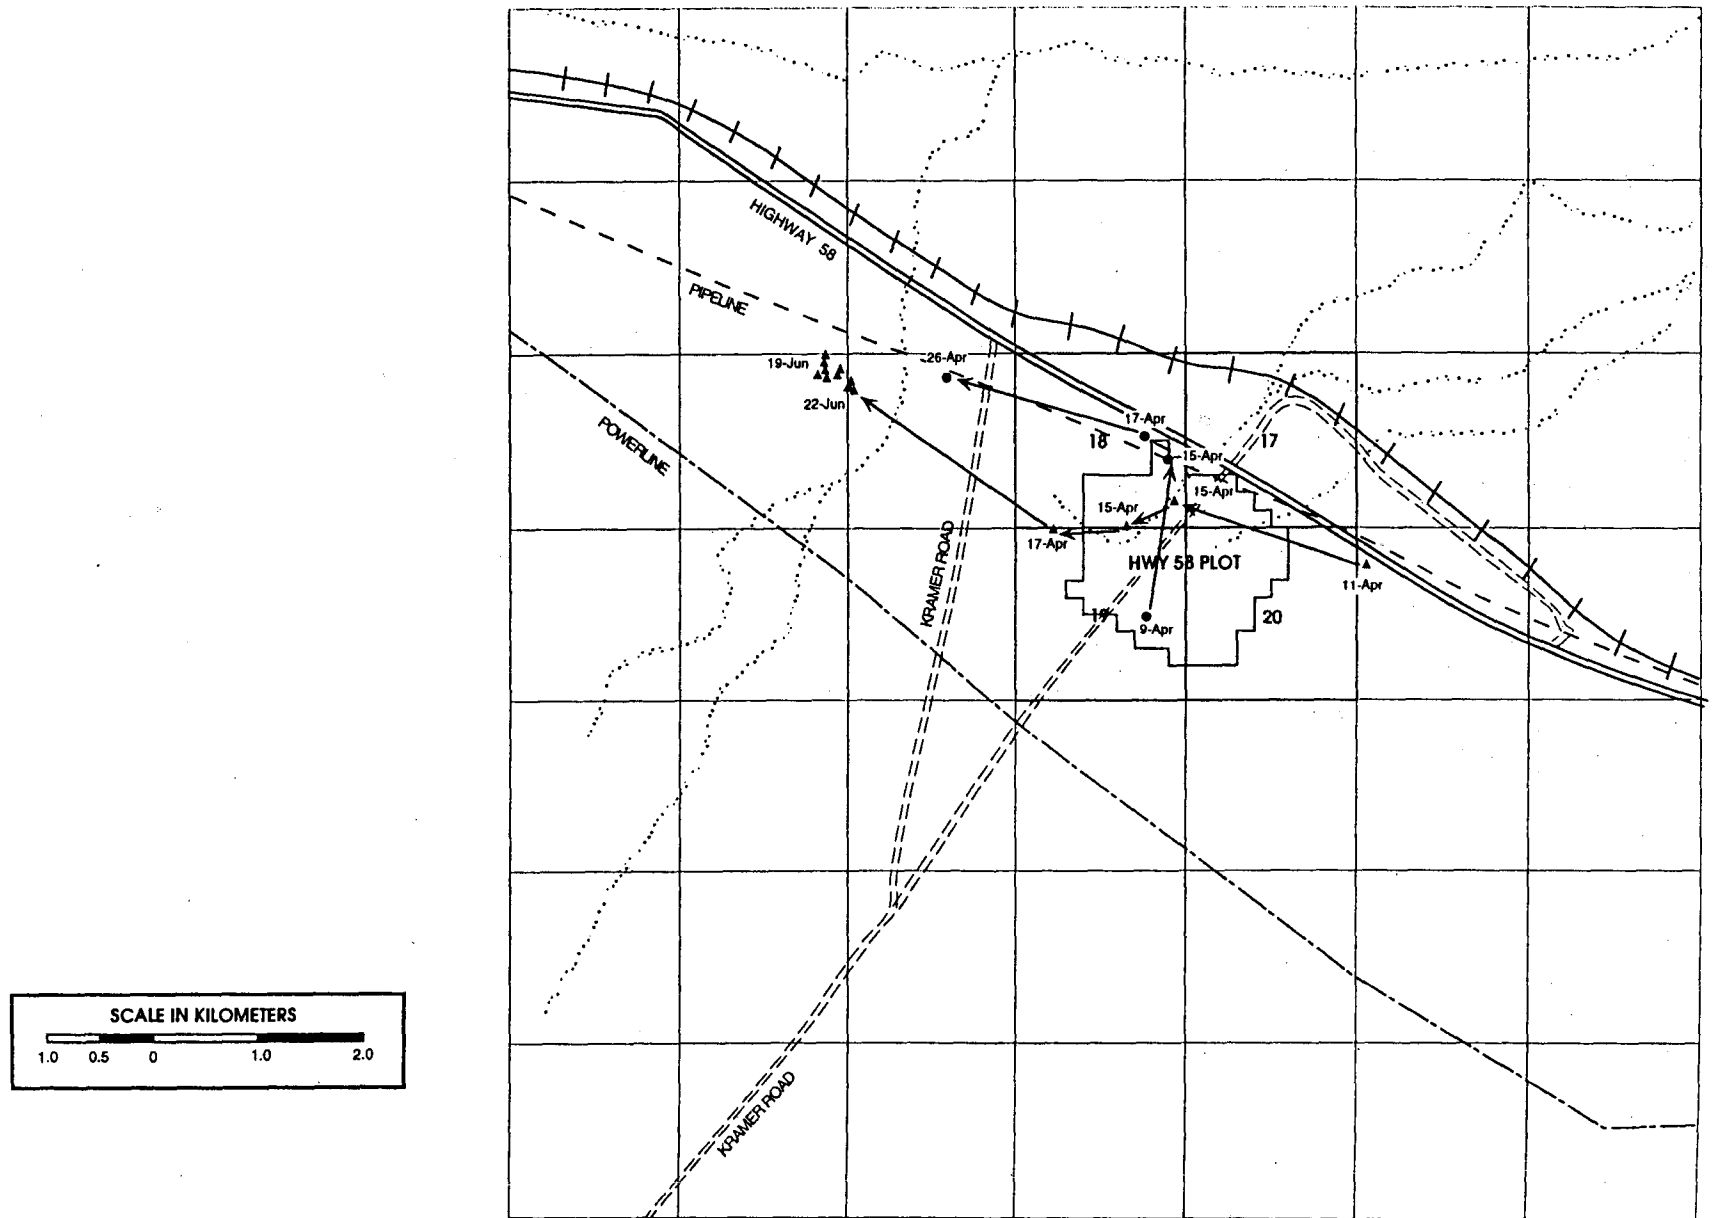 HIGHWAY 58
PIPELINE
26-Apr
19-Jun
22-Jun
17-Apr
18
17
15-Apr
POWERLINE
15-Apr
15-Apr
17-Apr
KRAMER ROAD
HWY 58 PLOT
11-Apr
19
20
9-Apr
SCALE IN KILOMETERS
1.0 0.5 0 1.0 2.0
KRAMER ROAD